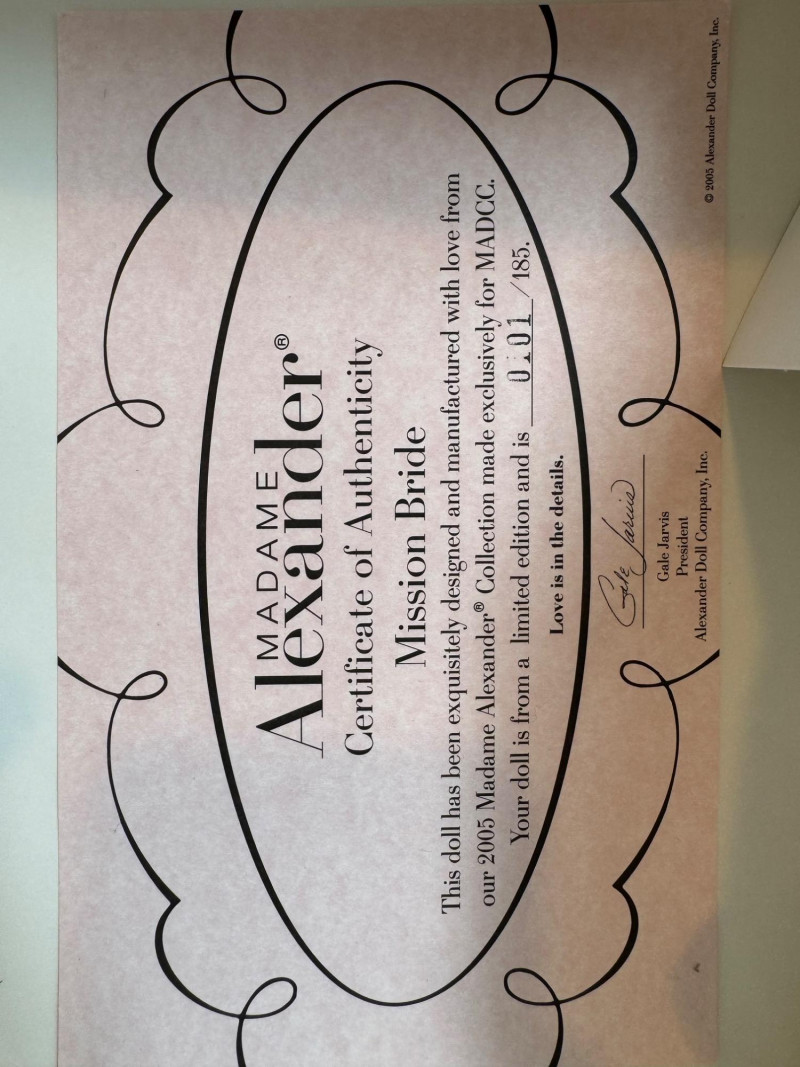 MADAME
Alexander®
Certificate of Authenticity
Mission Bride
This doll has been exquisitely designed and manufactured with love from
our 2005 Madame Alexander® Collection made exclusively for MADCC.
Your doll is from a limited edition and is 0101 /185.
Love is in the details.
Gale Jarvis
Gale Jarvis
President
Alexander Doll Company, Inc.
© 2005 Alexander Doll Company, Inc.